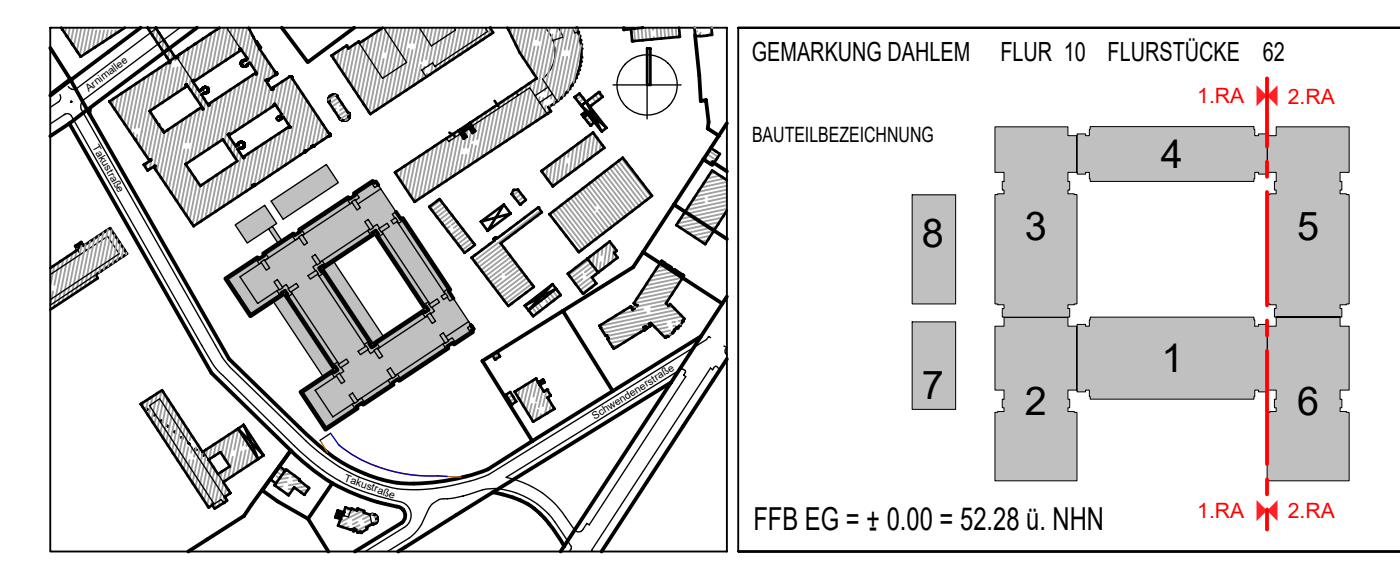 Arnimallee
Takustraße
Schwendenerstraße
Takustraße
GEMARKUNG DAHLEM FLUR 10 FLURSTÜCKE 62
1.RA 2.RA
BAUTEILBEZEICHNUNG
4
8 3 5
7 2 1 6
FFB EG = ± 0.00 = 52.28 ü. NHN
1.RA 2.RA